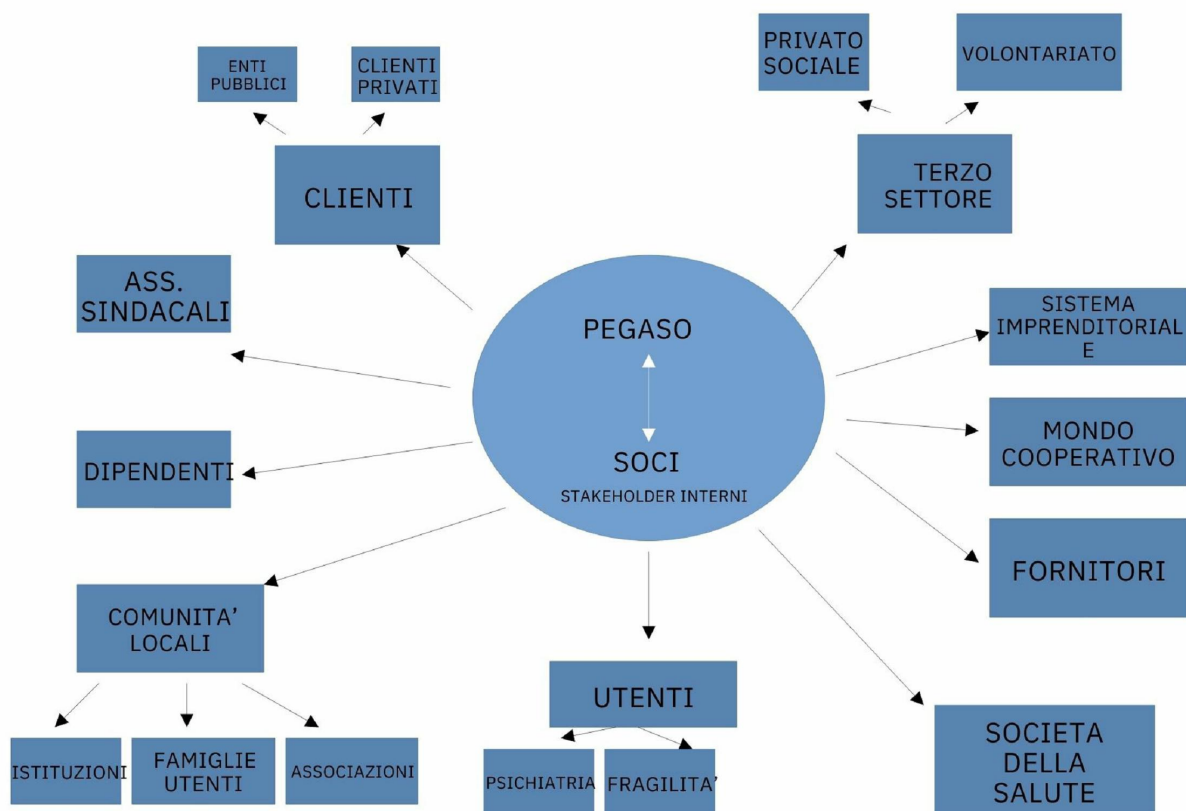 ENTI
PUBBLICI
CLIENTI
PRIVATI
PRIVATO
SOCIALE
VOLONTARIATO
CLIENTI
TERZO
SETTORE
ASS.
SINDACALI
PEGASO
SISTEMA
IMPRENDITORIAL
E
DIPENDENTI
SOCI
STAKEHOLDER INTERNI
MONDO
COOPERATIVO
FORNITORI
COMUNITA’
LOCALI
UTENTI
SOCIETA
DELLA
SALUTE
ISTITUZIONI
FAMIGLIE
UTENTI
ASSOCIAZIONI
PSICHIATRIA
FRAGILITA’